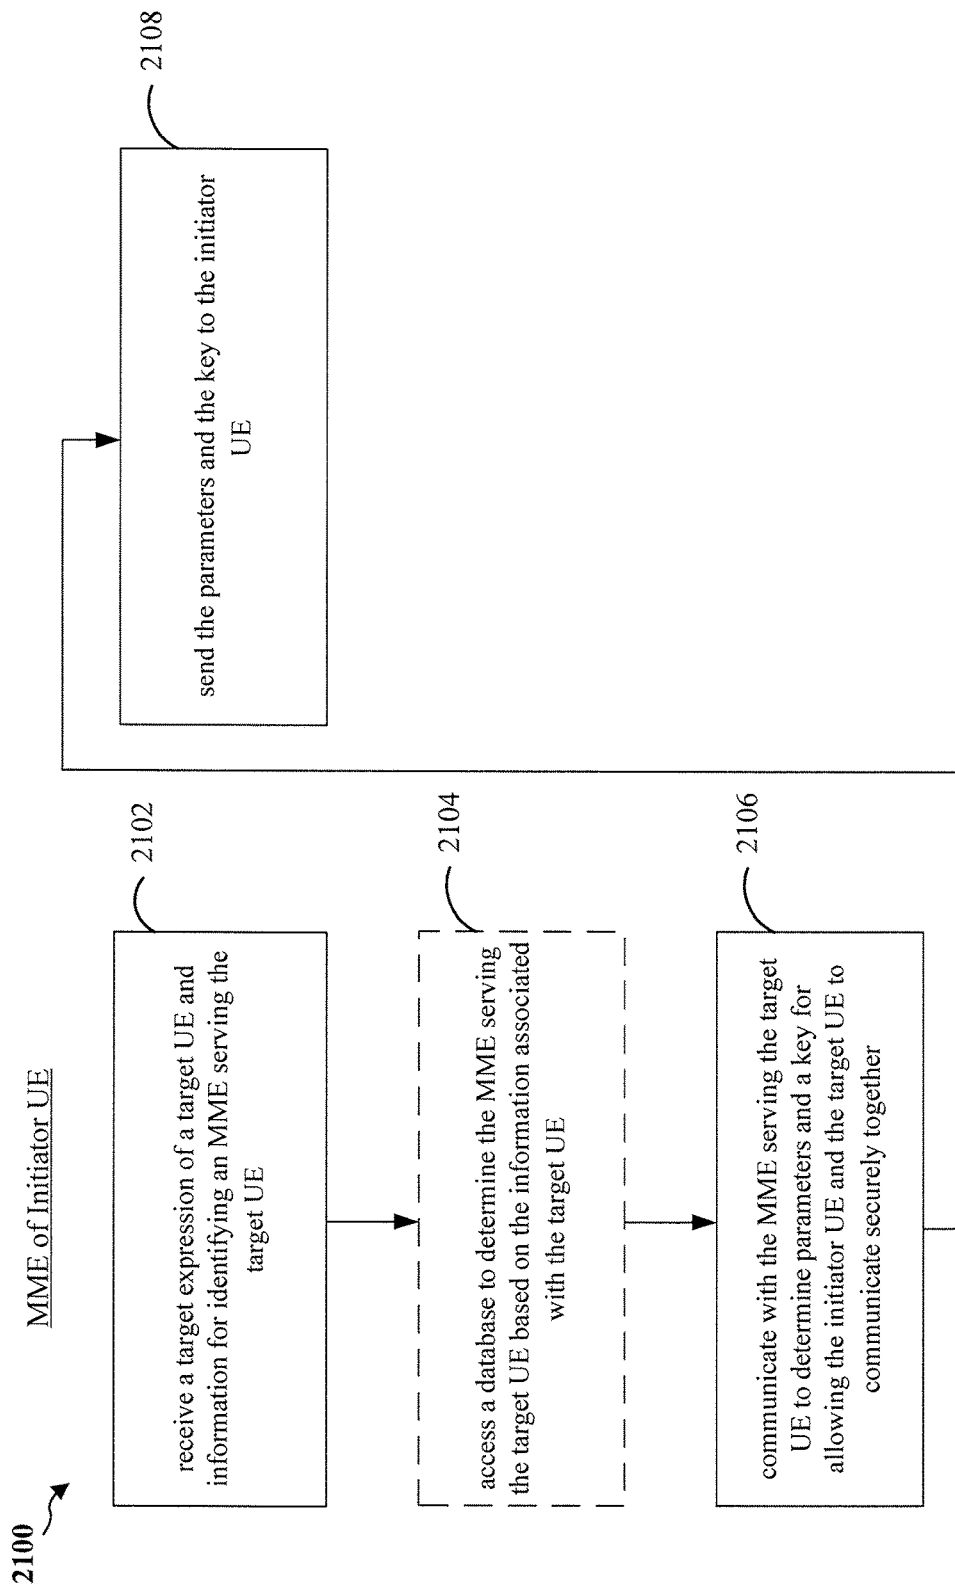 2100
MME of Initiator UE
receive a target expression of a target UE and
information for identifying an MME serving the
target UE
2102
access a database to determine the MME serving
the target UE based on the information associated
with the target UE
2104
communicate with the MME serving the target
UE to determine parameters and a key for
allowing the initiator UE and the target UE to
communicate securely together
2106
send the parameters and the key to the initiator
UE
2108